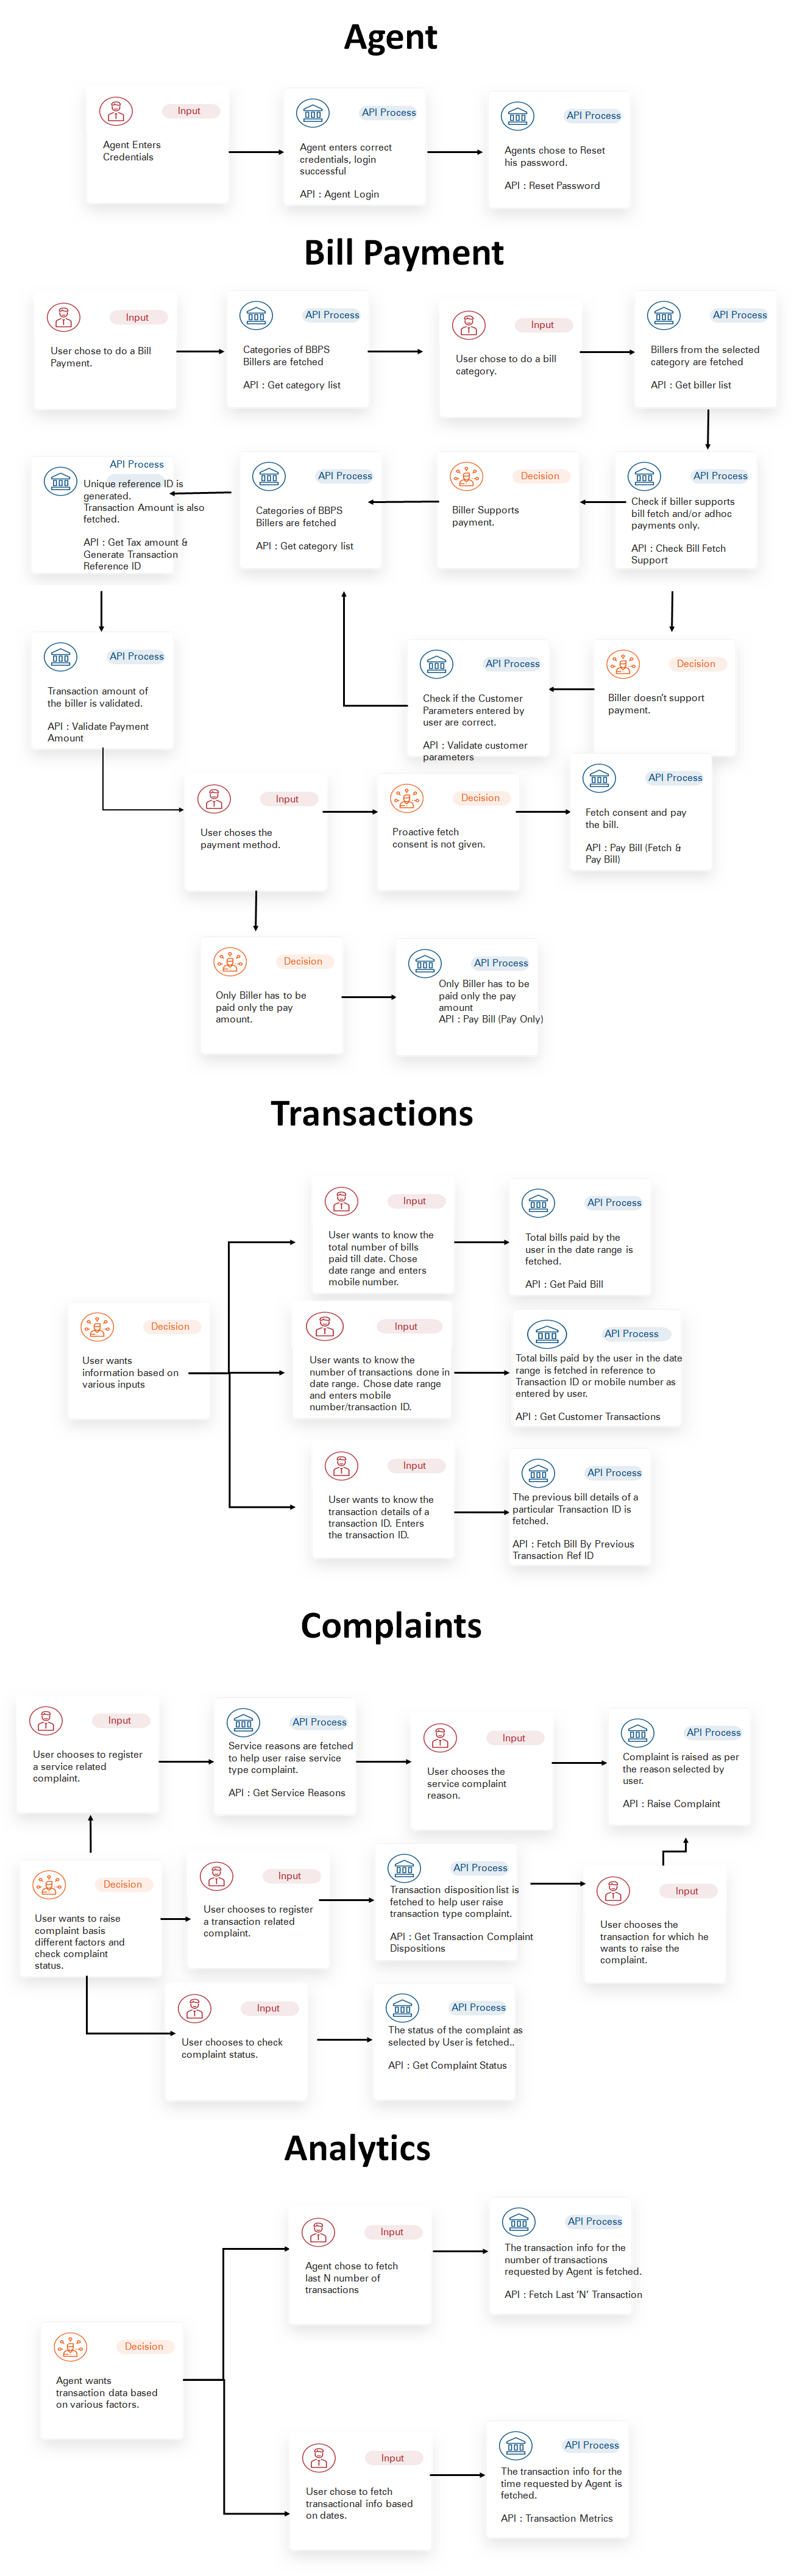 Agent
Input
Agent Enters
Credentials
API Process
Agent enters correct
credentials, login
successful
API : Agent Login
API Process
Agents chose to Reset
his password.
API : Reset Password
Bill Payment
Input
User chose to do a Bill
Payment.
API Process
Categories of BBPS
Billers are fetched
API : Get category list
Input
User chose to do a bill
category.
API Process
Billers from the selected
category are fetched
API : Get biller list
API Process
Unique reference ID is
generated.
Transaction Amount is also
fetched.
API : Get Tax amount &
Generate Transaction
Reference ID
API Process
Categories of BBPS
Billers are fetched
API : Get category list
Decision
Biller Supports
payment.
API Process
Check if biller supports
bill fetch and/or adhoc
payments only.
API : Check Bill Fetch
Support
API Process
Transaction amount of
the biller is validated.
API : Validate Payment
Amount
API Process
Check if the Customer
Parameters entered by
user are correct.
API : Validate customer
parameters
Decision
Biller doesn't support
payment.
Input
User choses the
payment method.
Decision
Proactive fetch
consent is not given.
API Process
Fetch consent and pay
the bill.
API : Pay Bill (Fetch &
Pay Bill)
Decision
Only Biller has to be
paid only the pay
amount.
API Process
Only Biller has to be
paid only the pay
amount
API : Pay Bill (Pay Only)
Transactions
Input
User wants to know the
total number of bills
paid till date. Chose
date range and enters
mobile number.
API Process
Total bills paid by the
user in the date range is
fetched.
API : Get Paid Bill
Decision
User wants
information based on
various inputs
Input
User wants to know the
number of transactions done in
date range. Chose date range
and enters mobile
number/transaction ID.
API Process
Total bills paid by the user in the date
range is fetched in reference to
Transaction ID or mobile number as
entered by user.
API : Get Customer Transactions
Input
User wants to know the
transaction details of a
transaction ID. Enters
the transaction ID.
API Process
The previous bill details of a
particular Transaction ID is
fetched.
API : Fetch Bill By Previous
Transaction Ref ID
Complaints
Input
User chooses to register
a service related
complaint.
API Process
Service reasons are fetched
to help user raise service
type complaint.
API : Get Service Reasons
Input
User chooses the
service complaint
reason.
API Process
Complaint is raised as per
the reason selected by
user.
API : Raise Complaint
Decision
User wants to raise
complaint basis
different factors and
check complaint
status.
Input
User chooses to register
a transaction related
complaint.
API Process
Transaction disposition list is
fetched to help user raise
transaction type complaint.
API : Get Transaction Complaint
Dispositions
Input
User chooses the
transaction for which he
wants to raise the
complaint.
Input
User chooses to check
complaint status.
API Process
The status of the complaint as
selected by User is fetched..
API : Get Complaint Status
Analytics
Input
Agent chose to fetch
last N number of
transactions
API Process
The transaction info for the
number of transactions
requested by Agent is fetched.
API : Fetch Last 'N' Transaction
Decision
Agent wants
transaction data based
on various factors.
Input
User chose to fetch
transactional info based
on dates.
API Process
The transaction info for the
time requested by Agent is
fetched.
API : Transaction Metrics